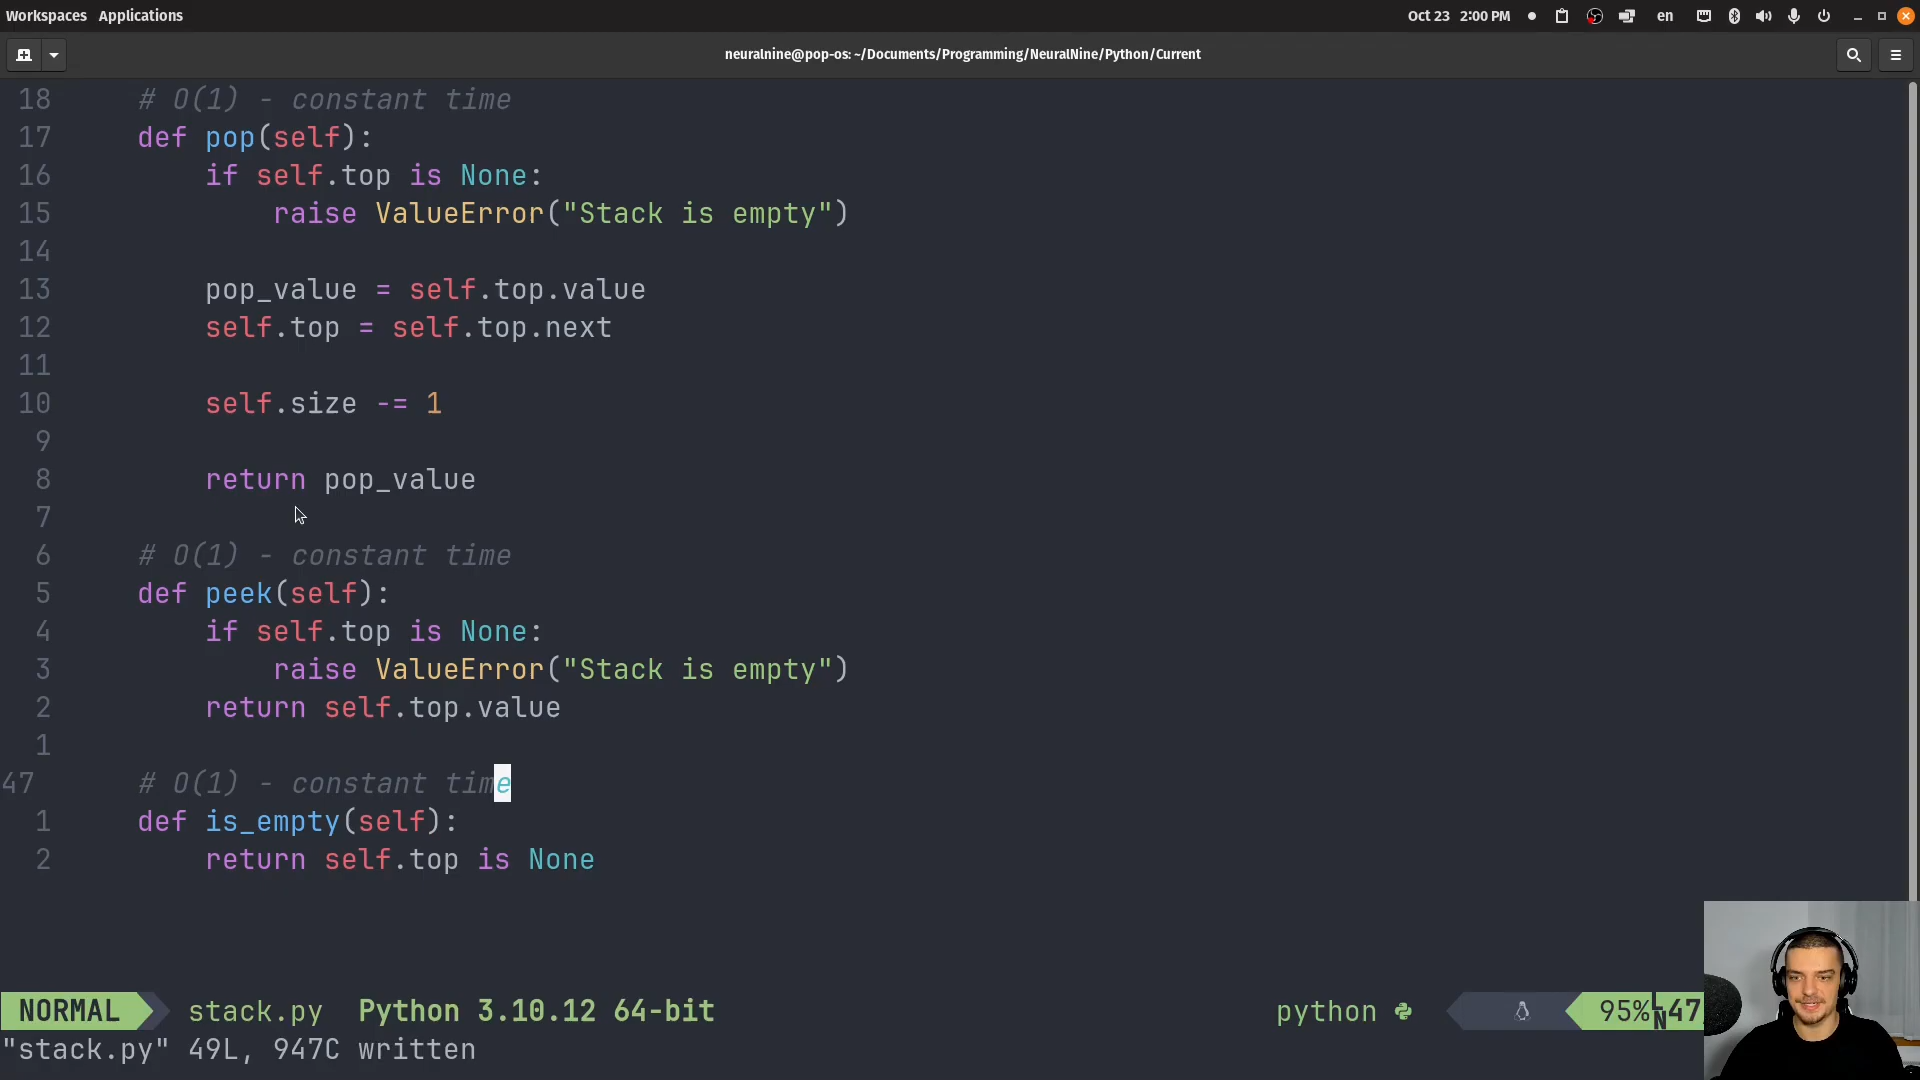 Workspaces Applications
Oct 23 2:00 PM
en
neuralnine@pop-os: ~/Documents/Programming/NeuralNine/Python/Current
18 # O(1) - constant time
17 def pop(self):
16 if self.top is None:
15 raise ValueError("Stack is empty")
14
13 pop_value = self.top.value
12 self.top = self.top.next
11
10 self.size -= 1
9
8 return pop_value
7
6 # O(1) - constant time
5 def peek(self):
4 if self.top is None:
3 raise ValueError("Stack is empty")
2 return self.top.value
1
47 # O(1) - constant time
1 def is_empty(self):
2 return self.top is None
NORMAL stack.py Python 3.10.12 64-bit python 95% LN 47
"stack.py" 49L, 947C written